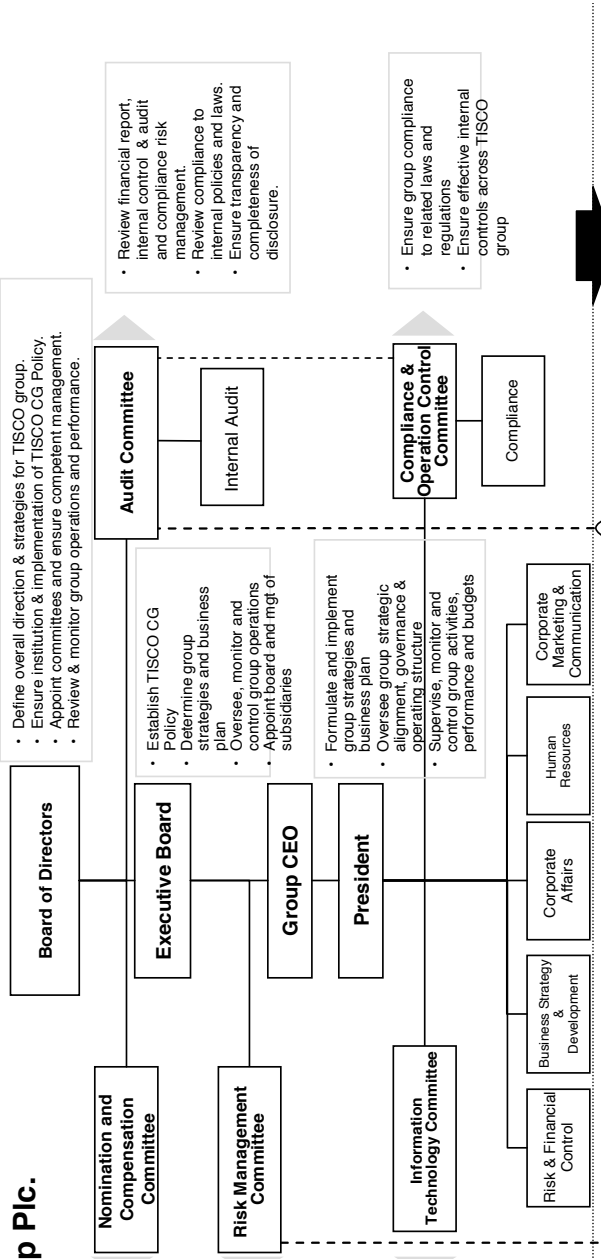 p Plc.
Board of Directors
• Define overall direction & strategies for TISCO group.
• Ensure institution & implementation of TISCO CG Policy.
• Appoint committees and ensure competent management.
• Review & monitor group operations and performance.
Nomination and
Compensation
Committee
Executive Board
• Establish TISCO CG
Policy
• Determine group
strategies and business
plan
• Oversee, monitor and
control group operations
• Appoint board and mgt of
subsidiaries
Audit Committee
• Review financial report,
internal control & audit
and compliance risk
management.
• Review compliance to
internal policies and laws.
• Ensure transparency and
completeness of
disclosure.
Internal Audit
Risk Management
Committee
Group CEO
President
• Formulate and implement
group strategies and
business plan
• Oversee group strategic
alignment, governance &
operating structure
• Supervise, monitor and
control group activities,
performance and budgets
Information
Technology Committee
Compliance &
Operation Control
Committee
• Ensure group compliance
to related laws and
regulations
• Ensure effective internal
controls across TISCO
group
Compliance
Risk & Financial
Control
Business Strategy
&
Development
Corporate
Affairs
Human
Resources
Corporate
Marketing &
Communication